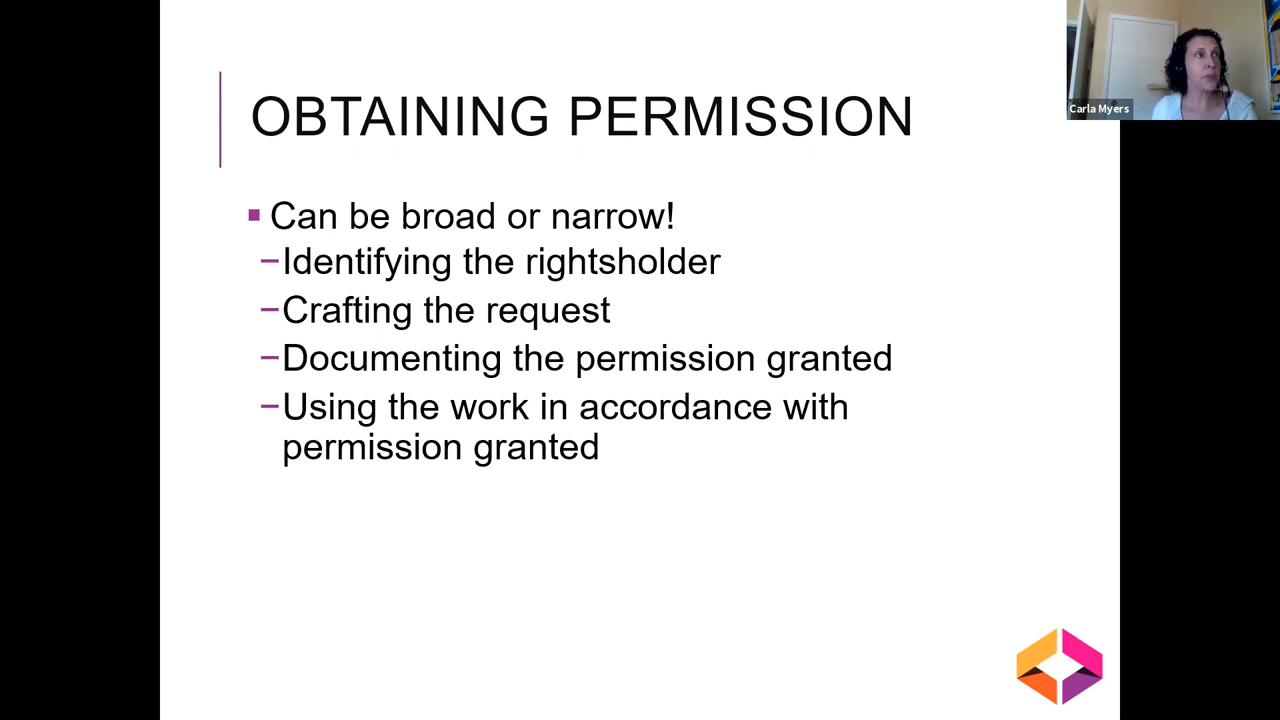 OBTAINING PERMISSION
Carla Myers
▪ Can be broad or narrow!
–Identifying the rightsholder
–Crafting the request
–Documenting the permission granted
–Using the work in accordance with
permission granted